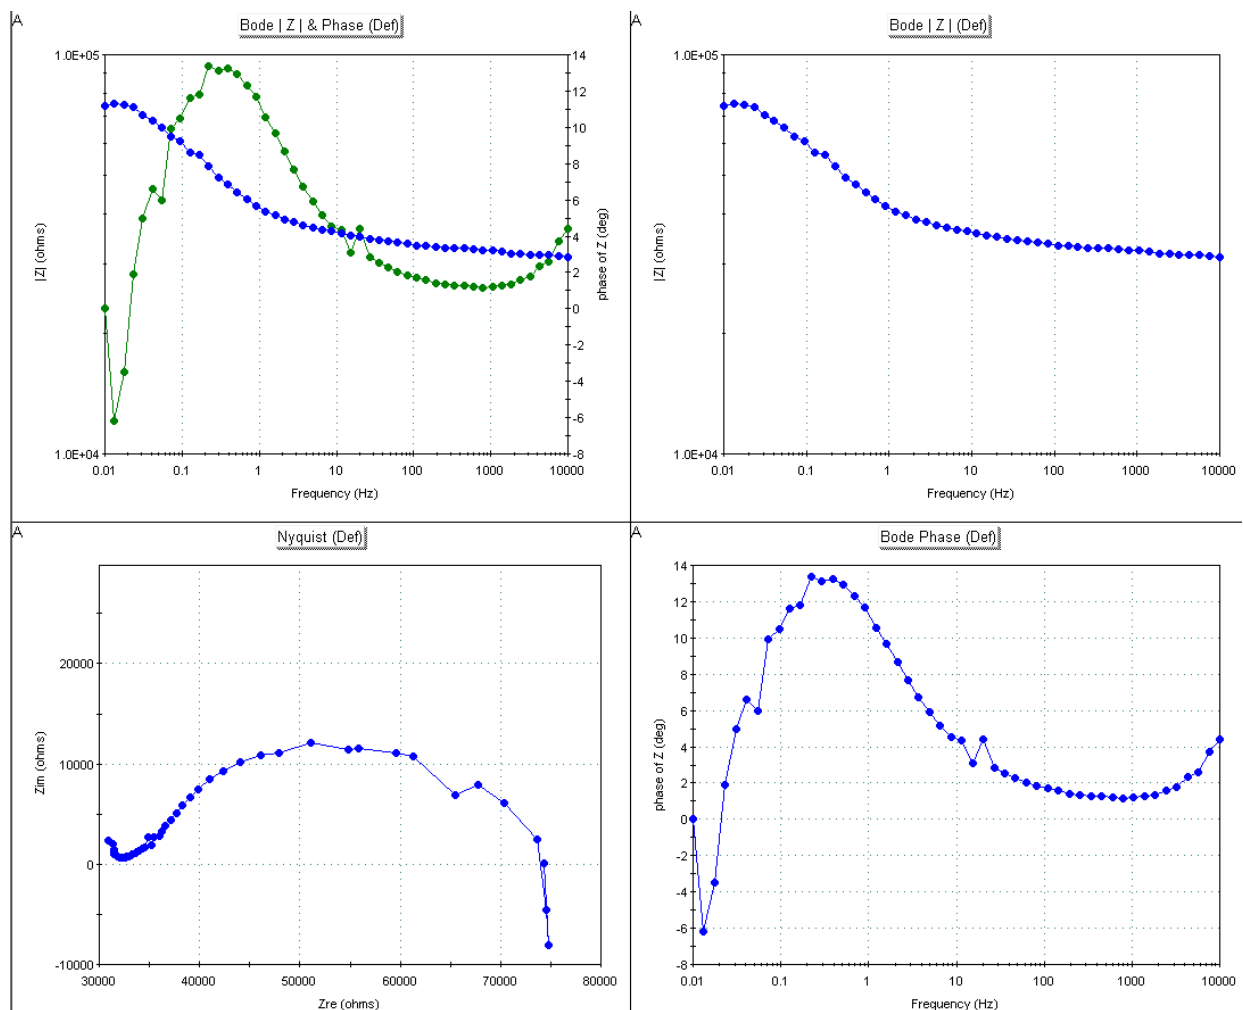 A
Bode | Z | & Phase (Def)
1.0E+05
14
12
10
8
6
4
2
0
-2
-4
-6
-8
|Z| (ohms)
phase of Z (deg)
1.0E+04
0.01
0.1
1
10
100
1000
10000
Frequency (Hz)
A
Bode | Z | (Def)
1.0E+05
|Z| (ohms)
1.0E+04
0.01
0.1
1
10
100
1000
10000
Frequency (Hz)
A
Nyquist (Def)
20000
10000
0
-10000
Zim (ohms)
30000
40000
50000
60000
70000
80000
Zre (ohms)
A
Bode Phase (Def)
14
12
10
8
6
4
2
0
-2
-4
-6
-8
phase of Z (deg)
0.01
0.1
1
10
100
1000
10000
Frequency (Hz)